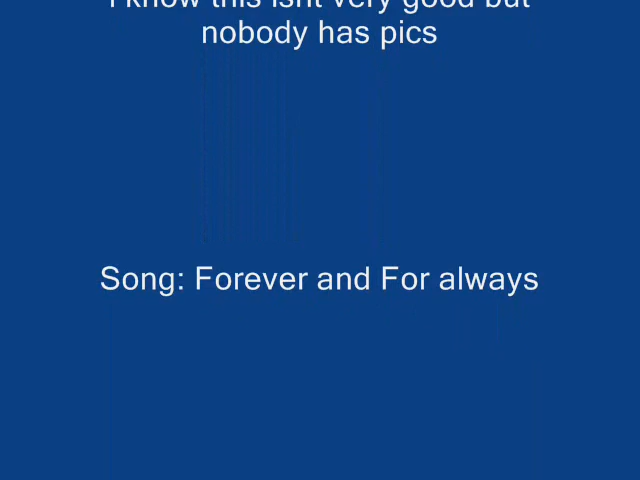 I know this isnt very good but
nobody has pics
Song: Forever and For always